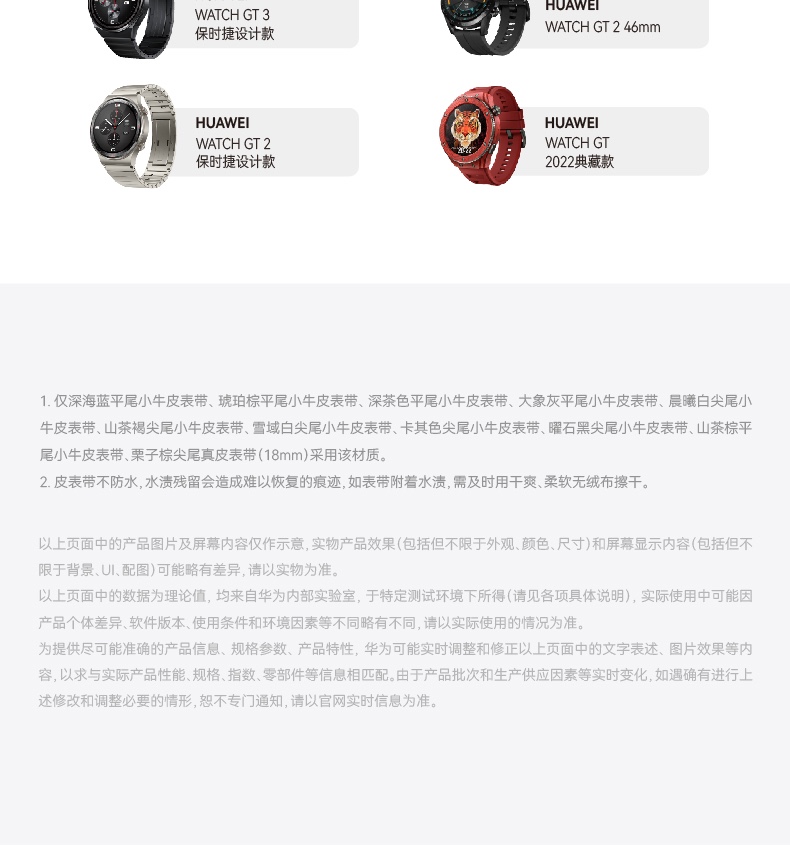 WATCH GT 3
保时捷设计款
HUAWEI
WATCH GT 2 46mm
HUAWEI
WATCH GT 2
保时捷设计款
HUAWEI
WATCH GT
2022典藏款
1. 仅深海蓝平尾小牛皮表带、琥珀棕平尾小牛皮表带、深茶色平尾小牛皮表带、大象灰平尾小牛皮表带、晨曦白尖尾小
牛皮表带、山茶褐尖尾小牛皮表带、雪域白尖尾小牛皮表带、卡其色尖尾小牛皮表带、曜石黑尖尾小牛皮表带、山茶棕平
尾小牛皮表带、栗子棕尖尾真皮表带(18mm)采用该材质。
2. 皮表带不防水,水渍残留会造成难以恢复的痕迹,如表带附着水渍,需及时用干爽、柔软无绒布擦干。
以上页面中的产品图片及屏幕内容仅作示意,实物产品效果(包括但不限于外观、颜色、尺寸)和屏幕显示内容(包括但不
限于背景、UI、配图)可能略有差异,请以实物为准。
以上页面中的数据为理论值, 均来自华为内部实验室, 于特定测试环境下所得(请见各项具体说明), 实际使用中可能因
产品个体差异、软件版本、使用条件和环境因素等不同略有不同,请以实际使用的情况为准。
为提供尽可能准确的产品信息、规格参数、产品特性, 华为可能实时调整和修正以上页面中的文字表述、图片效果等内
容,以求与实际产品性能、规格、指数、零部件等信息相匹配。由于产品批次和生产供应因素等实时变化,如遇确有进行上
述修改和调整必要的情形,恕不专门通知,请以官网实时信息为准。